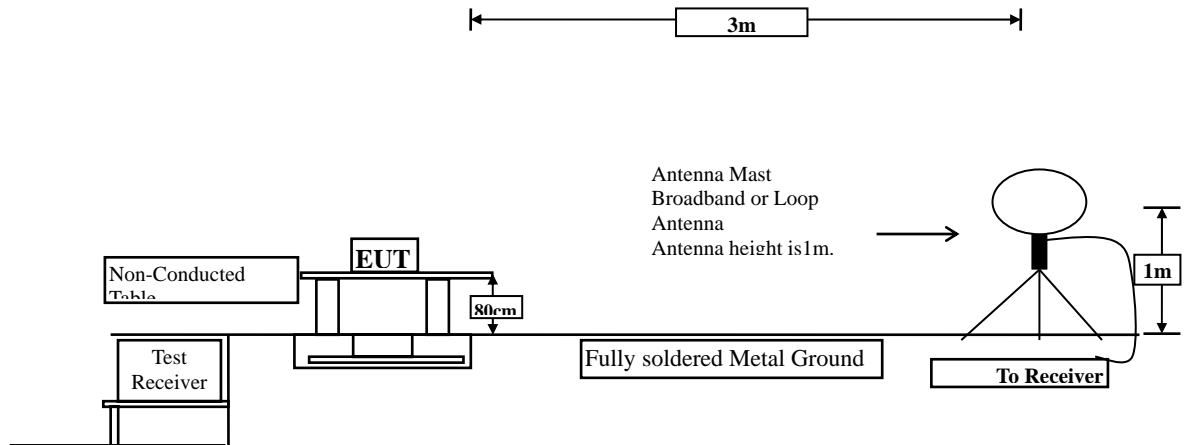 3m
Antenna Mast
Broadband or Loop
Antenna
Antenna height is1m.
EUT
Non-Conducted
Table
80cm
1m
Test
Receiver
Fully soldered Metal Ground
To Receiver